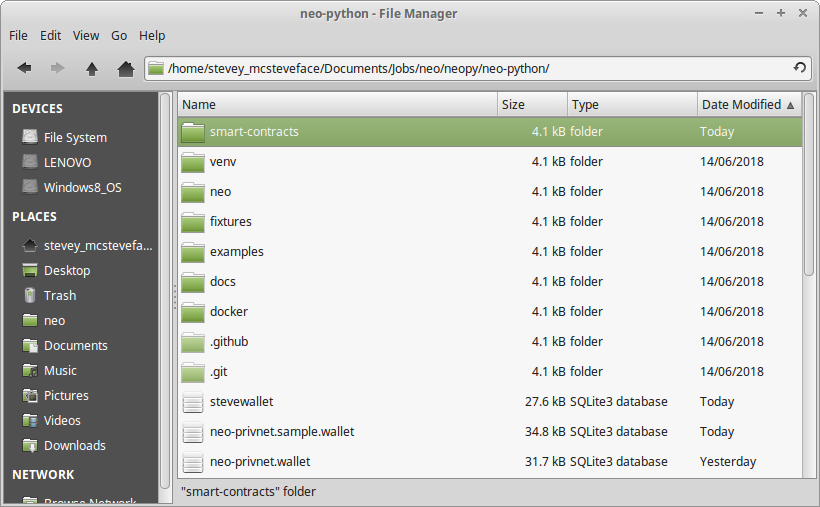 neo-python - File Manager
File Edit View Go Help
/home/stevey_mcsteveface/Documents/Jobs/neo/neopy/neo-python/
DEVICES
File System
LENOVO
Windows8_OS
PLACES
stevey_mcstevefa...
Desktop
Trash
neo
Documents
Music
Pictures
Videos
Downloads
NETWORK
Browse Network
Name Size Type Date Modified
smart-contracts 4.1 kB folder Today
venv 4.1 kB folder 14/06/2018
neo 4.1 kB folder 14/06/2018
fixtures 4.1 kB folder 14/06/2018
examples 4.1 kB folder 14/06/2018
docs 4.1 kB folder 14/06/2018
docker 4.1 kB folder 14/06/2018
.github 4.1 kB folder 14/06/2018
.git 4.1 kB folder 14/06/2018
stevewallet 27.6 kB SQLite3 database Today
neo-privnet.sample.wallet 34.8 kB SQLite3 database Today
neo-privnet.wallet 31.7 kB SQLite3 database Yesterday
"smart-contracts" folder